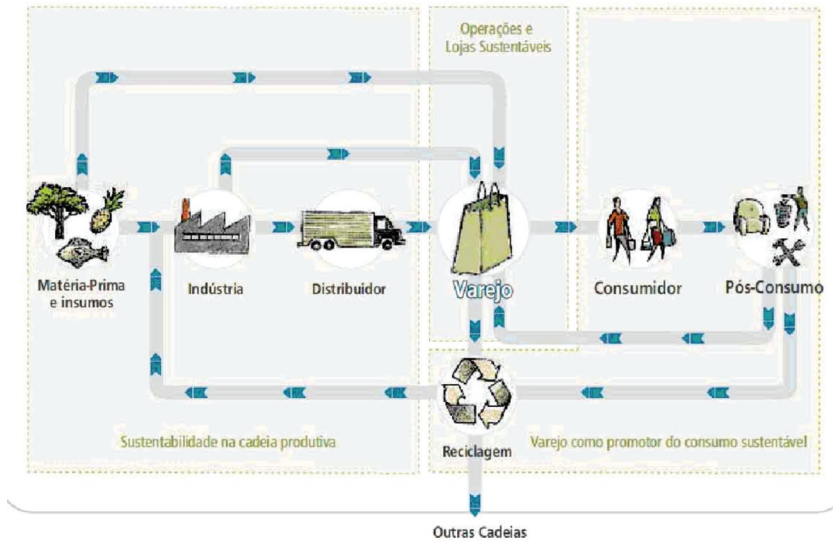 Operações e
Lojas Sustentáveis
Matéria-Prima
e insumos
Indústria
Distribuidor
Varejo
Consumidor
Pós-Consumo
Sustentabilidade na cadeia produtiva
Reciclagem
Varejo como promotor do consumo sustentável
Outras Cadeias